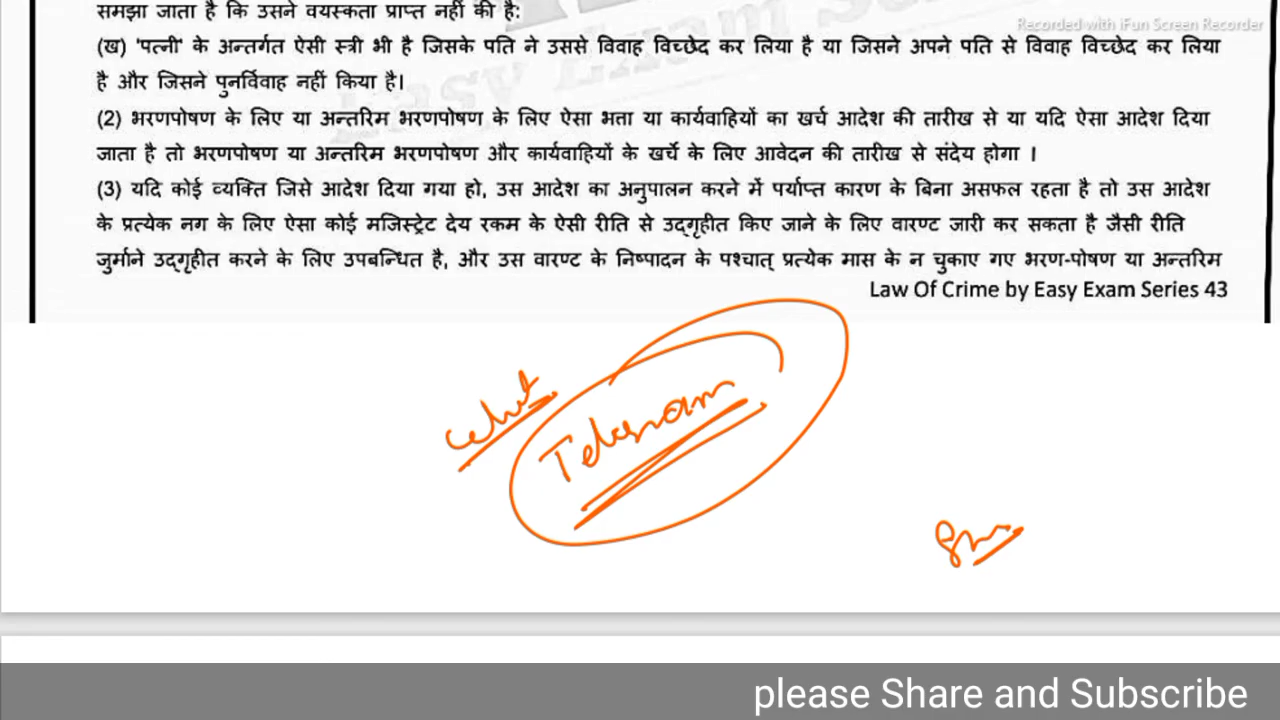 समझा जाता है कि उसने वयस्कता प्राप्त नहीं की है:
Recorded with iFun Screen Recorder
(ख) 'पत्नी' के अन्तर्गत ऐसी स्त्री भी है जिसके पति ने उससे विवाह विच्छेद कर लिया है या जिसने अपने पति से विवाह विच्छेद कर लिया
है और जिसने पुनर्विवाह नहीं किया है।
(2) भरणपोषण के लिए या अन्तरिम भरणपोषण के लिए ऐसा भत्ता या कार्यवाहियों का खर्च आदेश की तारीख से या यदि ऐसा आदेश दिया
जाता है तो भरणपोषण या अन्तरिम भरणपोषण और कार्यवाहियों के खर्चे के लिए आवेदन की तारीख से संदेय होगा ।
(3) यदि कोई व्यक्ति जिसे आदेश दिया गया हो, उस आदेश का अनुपालन करने में पर्याप्त कारण के बिना असफल रहता है तो उस आदेश
के प्रत्येक नग के लिए ऐसा कोई मजिस्ट्रेट देय रकम के ऐसी रीति से उद्गृहीत किए जाने के लिए वारण्ट जारी कर सकता है जैसी रीति
जुर्माने उद्गृहीत करने के लिए उपबन्धित है, और उस वारण्ट के निष्पादन के पश्चात् प्रत्येक मास के न चुकाए गए भरण-पोषण या अन्तरिम
Law Of Crime by Easy Exam Series 43
Telegram
please Share and Subscribe